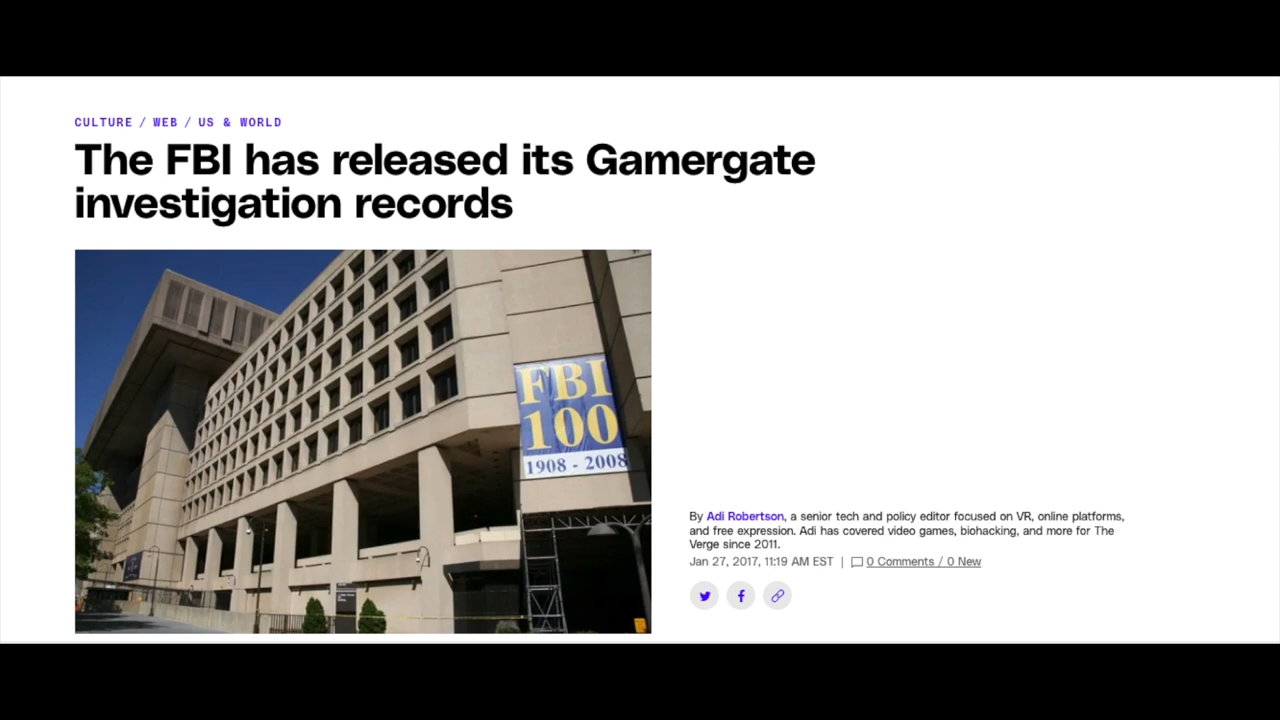 CULTURE / WEB / US & WORLD
The FBI has released its Gamergate
investigation records
FBI
100
1908 - 2008
By Adi Robertson, a senior tech and policy editor focused on VR, online platforms,
and free expression. Adi has covered video games, biohacking, and more for The
Verge since 2011.
Jan 27, 2017, 11:19 AM EST | 0 Comments / 0 New